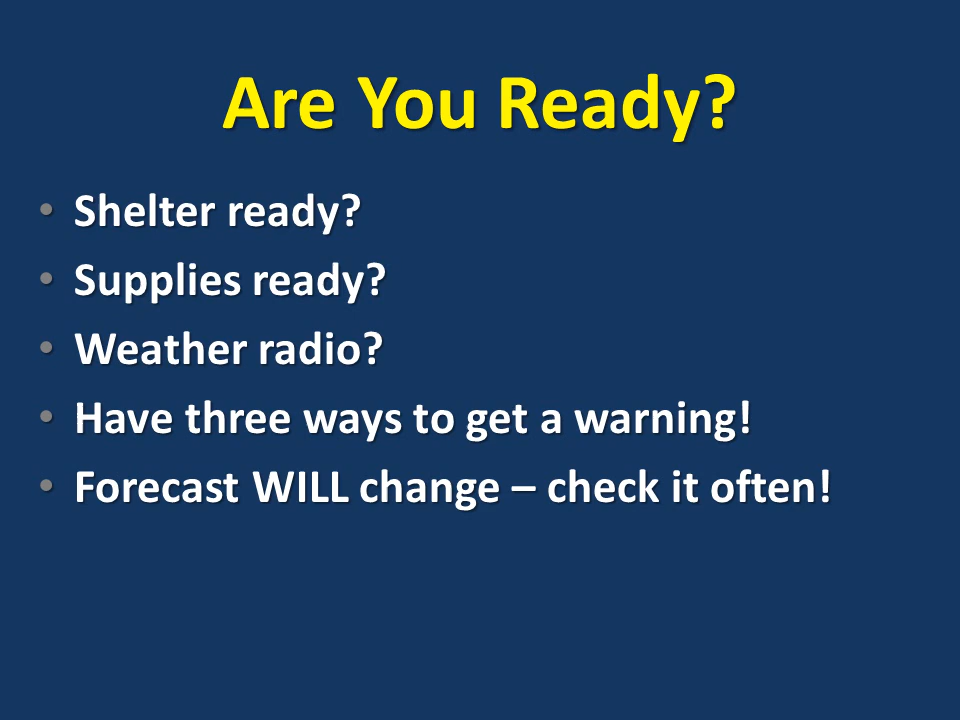 Are You Ready?
• Shelter ready?
• Supplies ready?
• Weather radio?
• Have three ways to get a warning!
• Forecast WILL change – check it often!